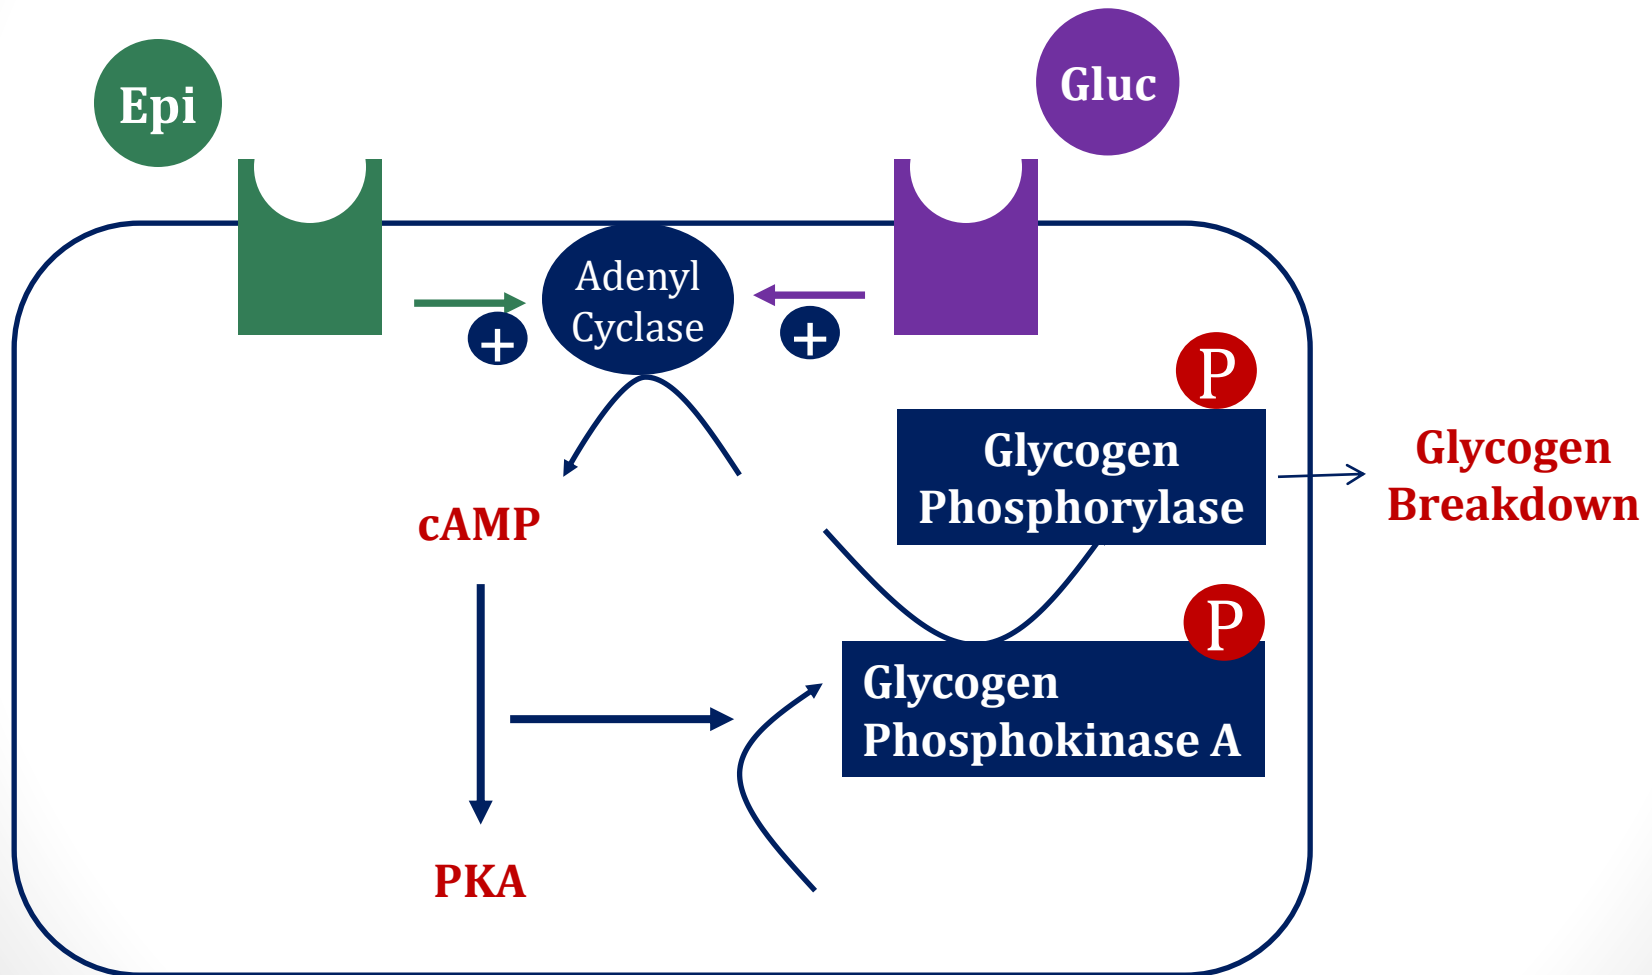 Epi
Gluc
Adenyl
Cyclase
+
+
P
Glycogen
Phosphorylase
Glycogen
Breakdown
cAMP
P
Glycogen
Phosphokinase A
PKA